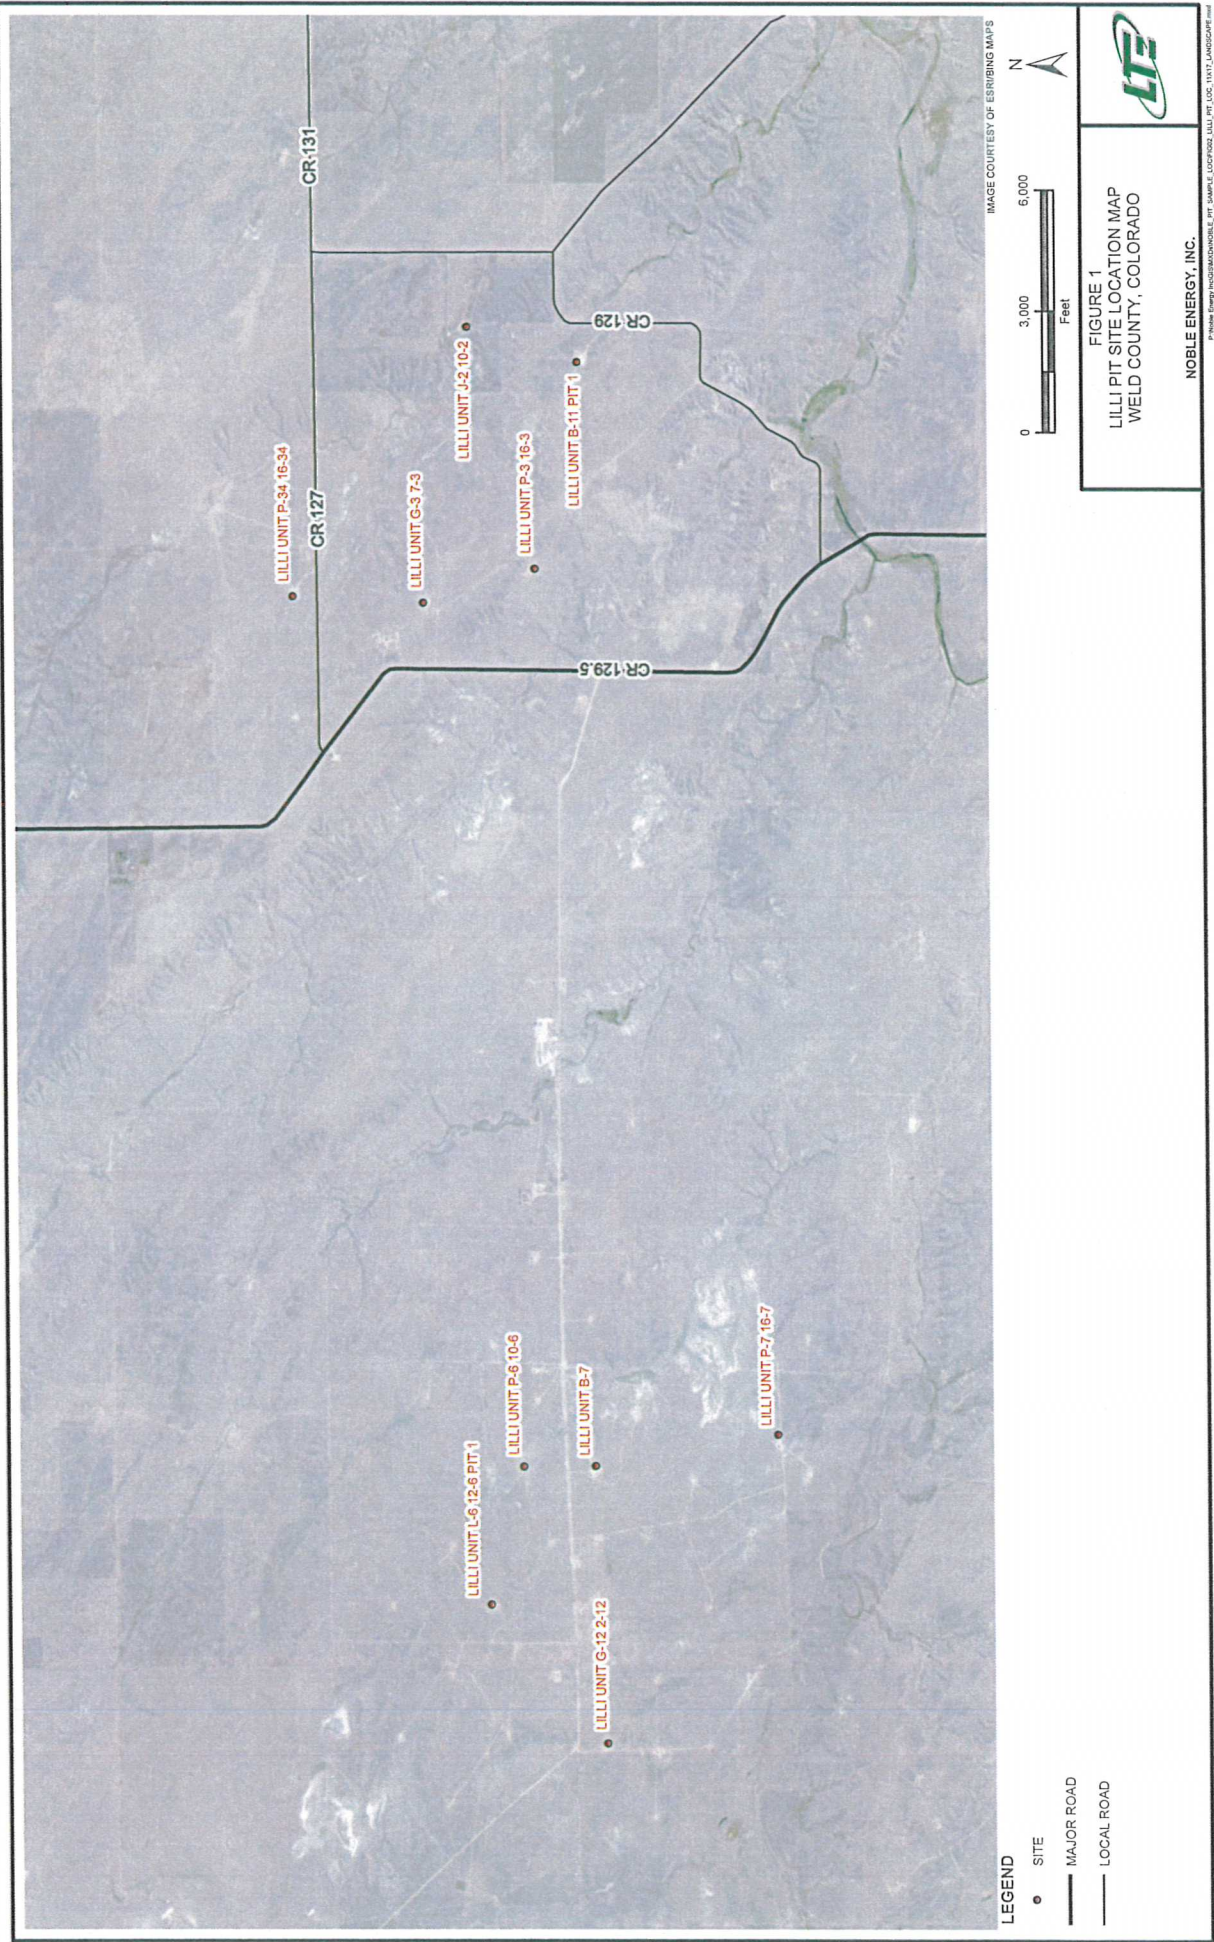 CR 131
CR 127
LILLI UNIT P-34 16-34
LILLI UNIT J-2 10-2
LILLI UNIT G-3 7-3
LILLI UNIT P-3 16-3
LILLI UNIT B-11 PIT 1
CR 129
CR 129.5
LILLI UNIT L-6 12-6 PIT 1
LILLI UNIT P-6 10-6
LILLI UNIT B-7
LILLI UNIT G-12 2-12
LILLI UNIT P-7 16-7
IMAGE COURTESY OF ESRI/BING MAPS
LEGEND
SITE
MAJOR ROAD
LOCAL ROAD
0 3,000 6,000
Feet
N
FIGURE 1
LILLI PIT SITE LOCATION MAP
WELD COUNTY, COLORADO
NOBLE ENERGY, INC.
LTE